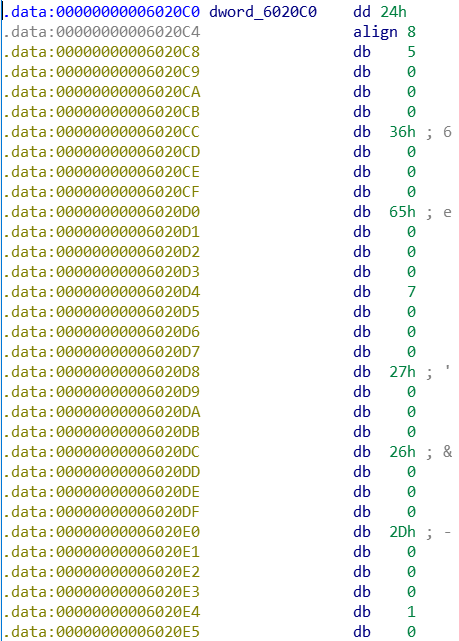 .data:00000000006020C0 dword_6020C0 dd 24h
.data:00000000006020C4 align 8
.data:00000000006020C8 db 5
.data:00000000006020C9 db 0
.data:00000000006020CA db 0
.data:00000000006020CB db 0
.data:00000000006020CC db 36h ; 6
.data:00000000006020CD db 0
.data:00000000006020CE db 0
.data:00000000006020CF db 0
.data:00000000006020D0 db 65h ; e
.data:00000000006020D1 db 0
.data:00000000006020D2 db 0
.data:00000000006020D3 db 0
.data:00000000006020D4 db 7
.data:00000000006020D5 db 0
.data:00000000006020D6 db 0
.data:00000000006020D7 db 0
.data:00000000006020D8 db 27h ; '
.data:00000000006020D9 db 0
.data:00000000006020DA db 0
.data:00000000006020DB db 0
.data:00000000006020DC db 26h ; &
.data:00000000006020DD db 0
.data:00000000006020DE db 0
.data:00000000006020DF db 0
.data:00000000006020E0 db 2Dh ; -
.data:00000000006020E1 db 0
.data:00000000006020E2 db 0
.data:00000000006020E3 db 0
.data:00000000006020E4 db 1
.data:00000000006020E5 db 0